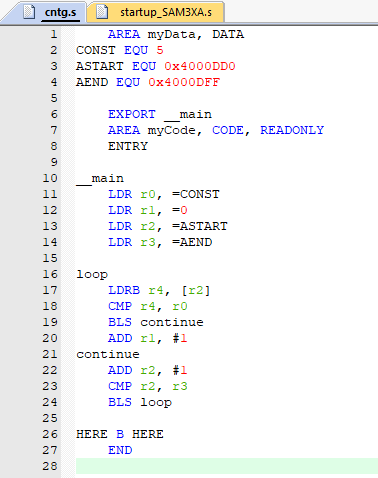 cntg.s startup_SAM3XA.s
1 AREA myData, DATA
2 CONST EQU 5
3 ASTART EQU 0x4000DD0
4 AEND EQU 0x4000DFF
5
6 EXPORT __main
7 AREA myCode, CODE, READONLY
8 ENTRY
9
10 __main
11 LDR r0, =CONST
12 LDR r1, =0
13 LDR r2, =ASTART
14 LDR r3, =AEND
15
16 loop
17 LDRB r4, [r2]
18 CMP r4, r0
19 BLS continue
20 ADD r1, #1
21 continue
22 ADD r2, #1
23 CMP r2, r3
24 BLS loop
25
26 HERE B HERE
27 END
28